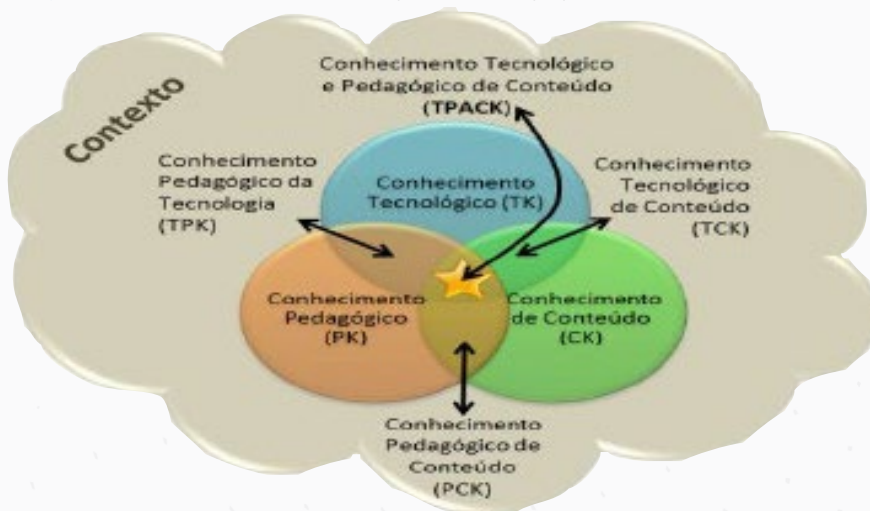 Contexto
Conhecimento Tecnológico
e Pedagógico de Conteúdo
(TPACK)
Conhecimento
Pedagógico da
Tecnologia
(TPK)
Conhecimento
Tecnológico (TK)
Conhecimento
Tecnológico
de Conteúdo
(TCK)
Conhecimento
Pedagógico
(PK)
Conhecimento
de Conteúdo
(CK)
Conhecimento
Pedagógico de
Conteúdo
(PCK)